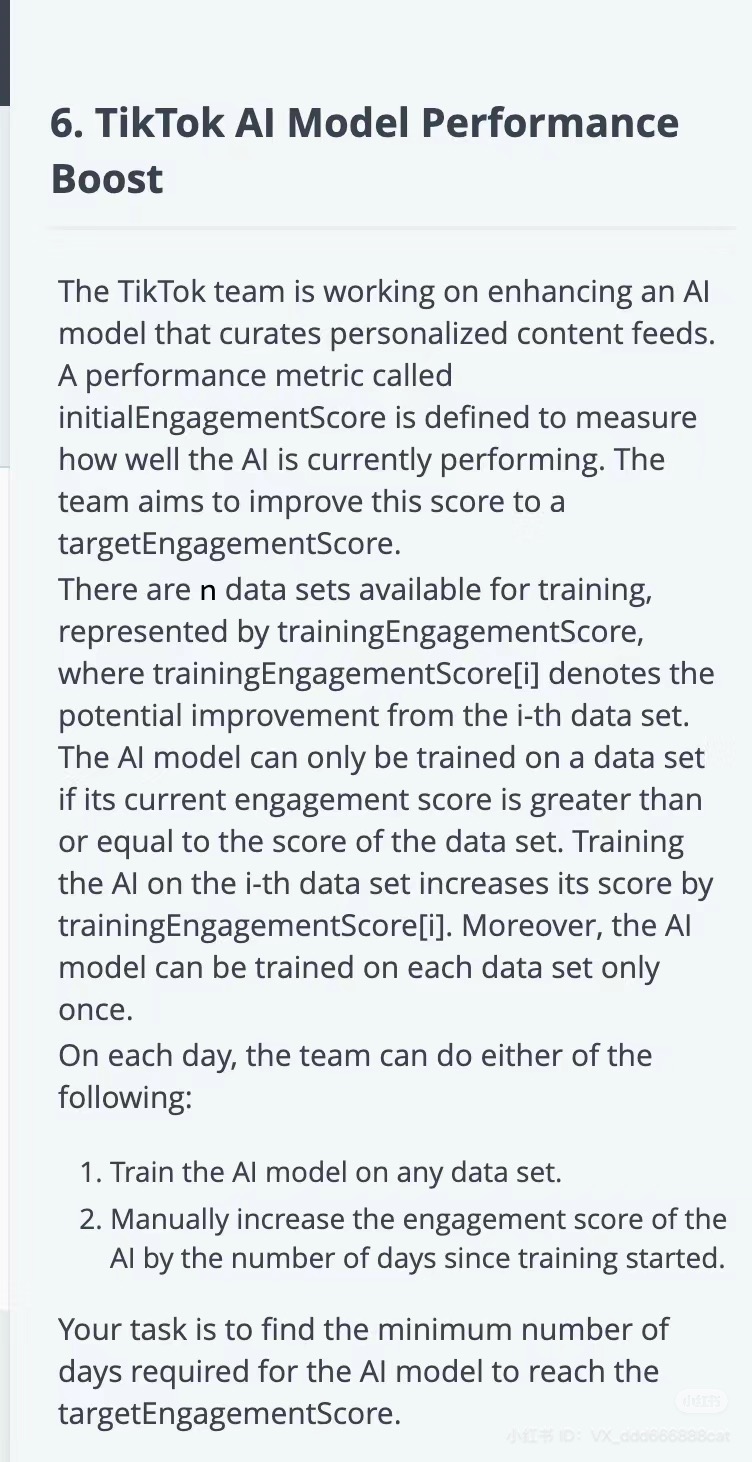 6. TikTok AI Model Performance
Boost
The TikTok team is working on enhancing an AI
model that curates personalized content feeds.
A performance metric called
initialEngagementScore is defined to measure
how well the AI is currently performing. The
team aims to improve this score to a
targetEngagementScore.
There are n data sets available for training,
represented by trainingEngagementScore,
where trainingEngagementScore[i] denotes the
potential improvement from the i-th data set.
The AI model can only be trained on a data set
if its current engagement score is greater than
or equal to the score of the data set. Training
the AI on the i-th data set increases its score by
trainingEngagementScore[i]. Moreover, the AI
model can be trained on each data set only
once.
On each day, the team can do either of the
following:
1. Train the AI model on any data set.
2. Manually increase the engagement score of the
AI by the number of days since training started.
Your task is to find the minimum number of
days required for the AI model to reach the
targetEngagementScore.
小红书
小红书 ID: VX_ddd666888cat